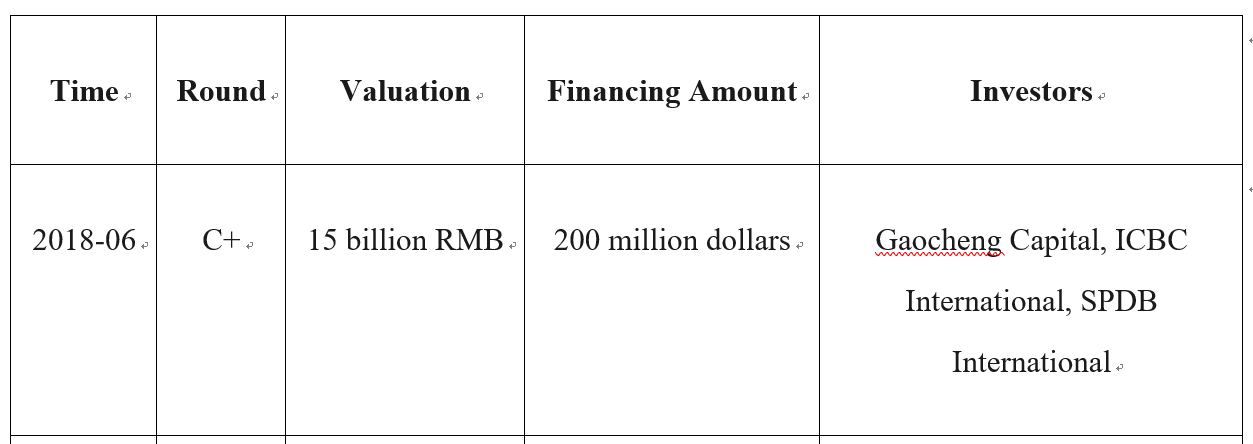 Time Round Valuation Financing Amount Investors
2018-06 C+ 15 billion RMB 200 million dollars Gaocheng Capital, ICBC
International, SPDB
International